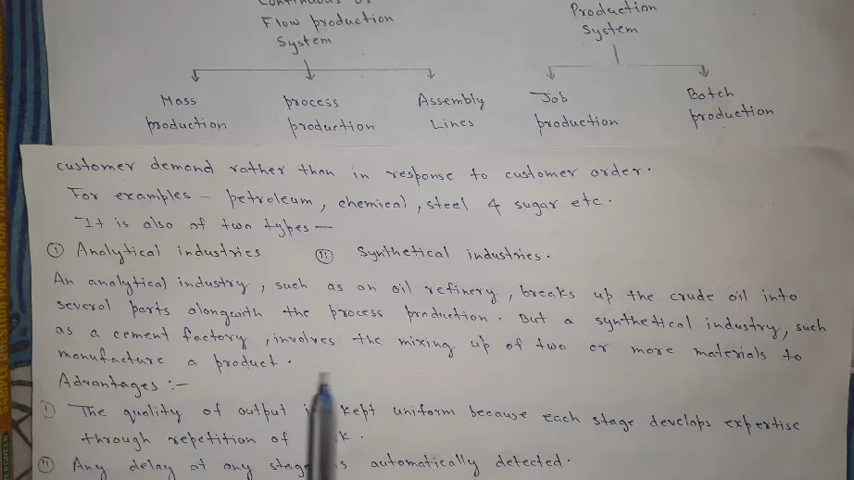 Continuous or
Flow production
System
Production
System
Mass
production
process
production
Assembly
Lines
Job
production
Batch
production
customer demand rather than in response to customer order.
For examples – petroleum, chemical, steel & sugar etc.
It is also of two types –
(i) Analytical industries (ii) Synthetical industries.
An analytical industry, such as an oil refinery, breaks up the crude oil into
several parts alongwith the process production. But a synthetical industry, such
as a cement factory, involves the mixing up of two or more materials to
manufacture a product.
Advantages :-
(i) The quality of output is kept uniform because each stage develops expertise
through repetition of
(ii) Any delay at any stage is automatically detected.